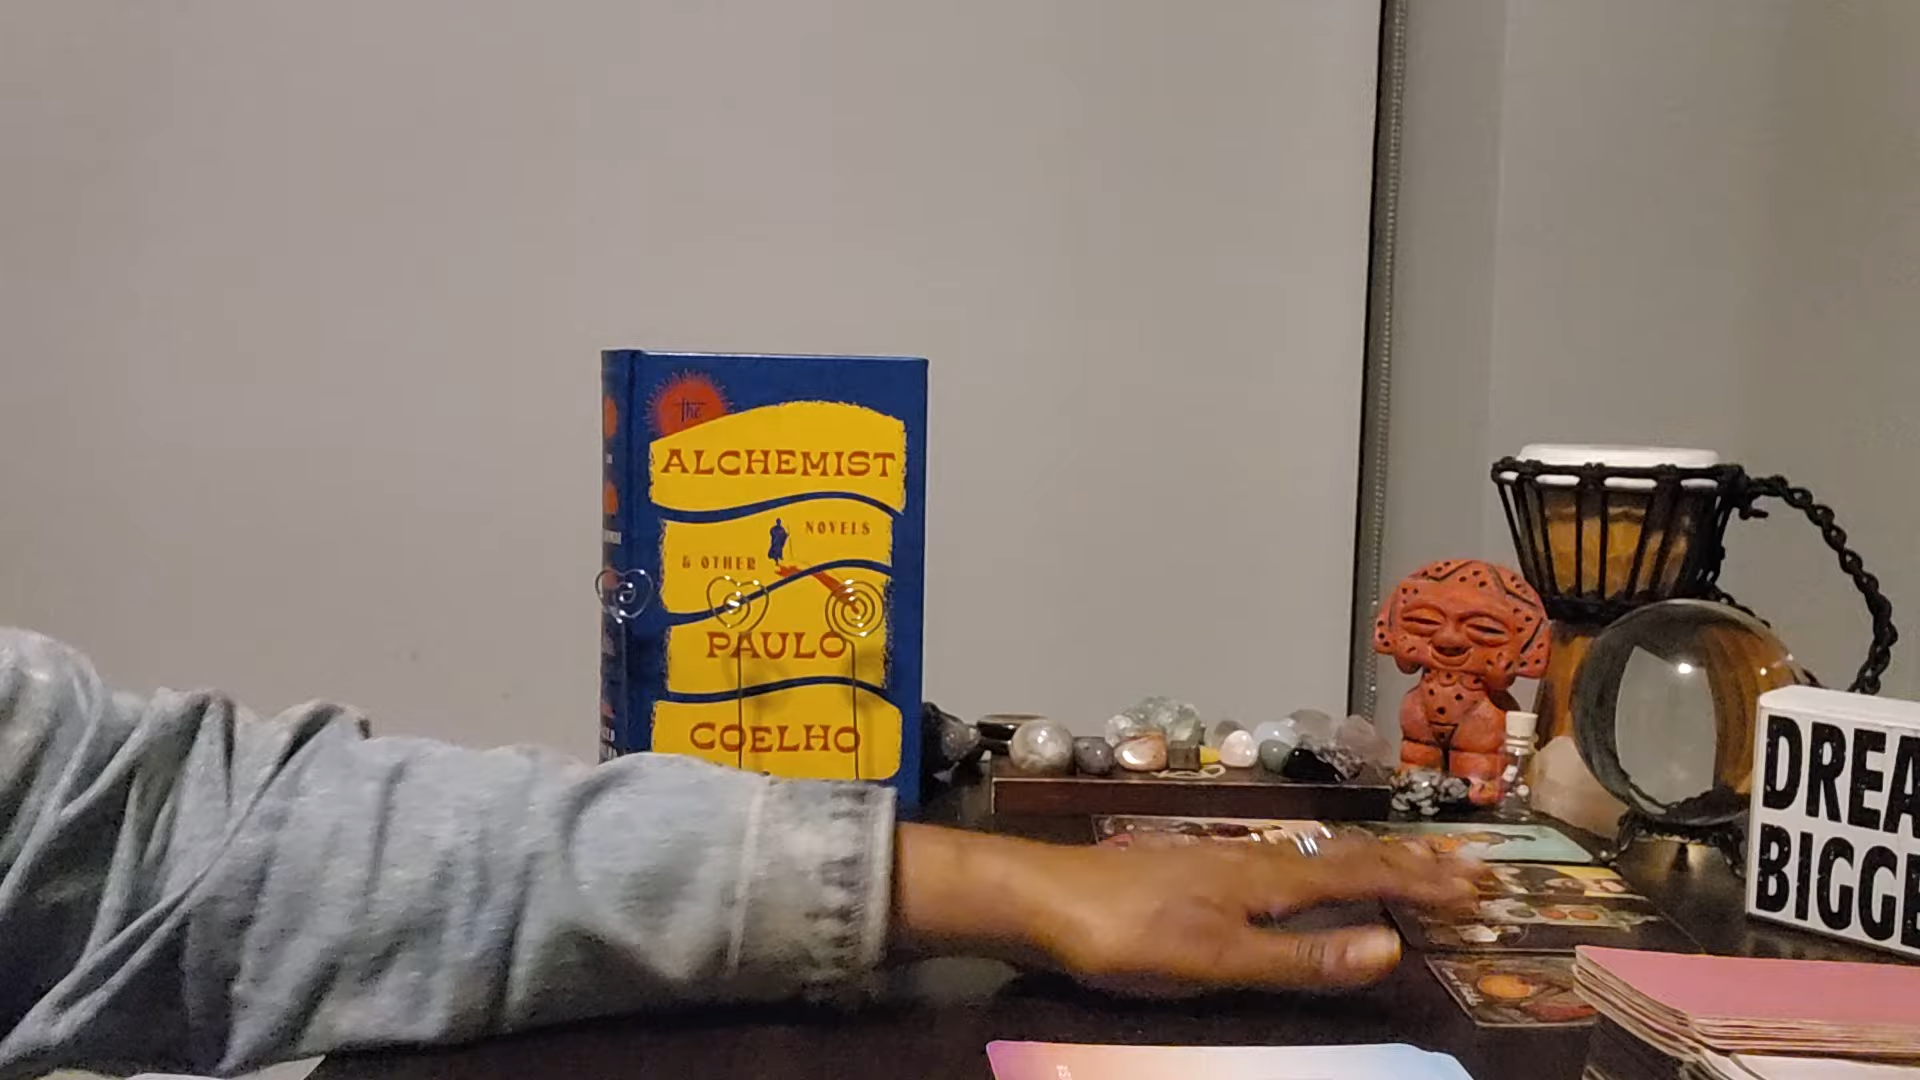 the
ALCHEMIST
NOVELS
& OTHER
PAULO
COELHO
DREA
BIGGE